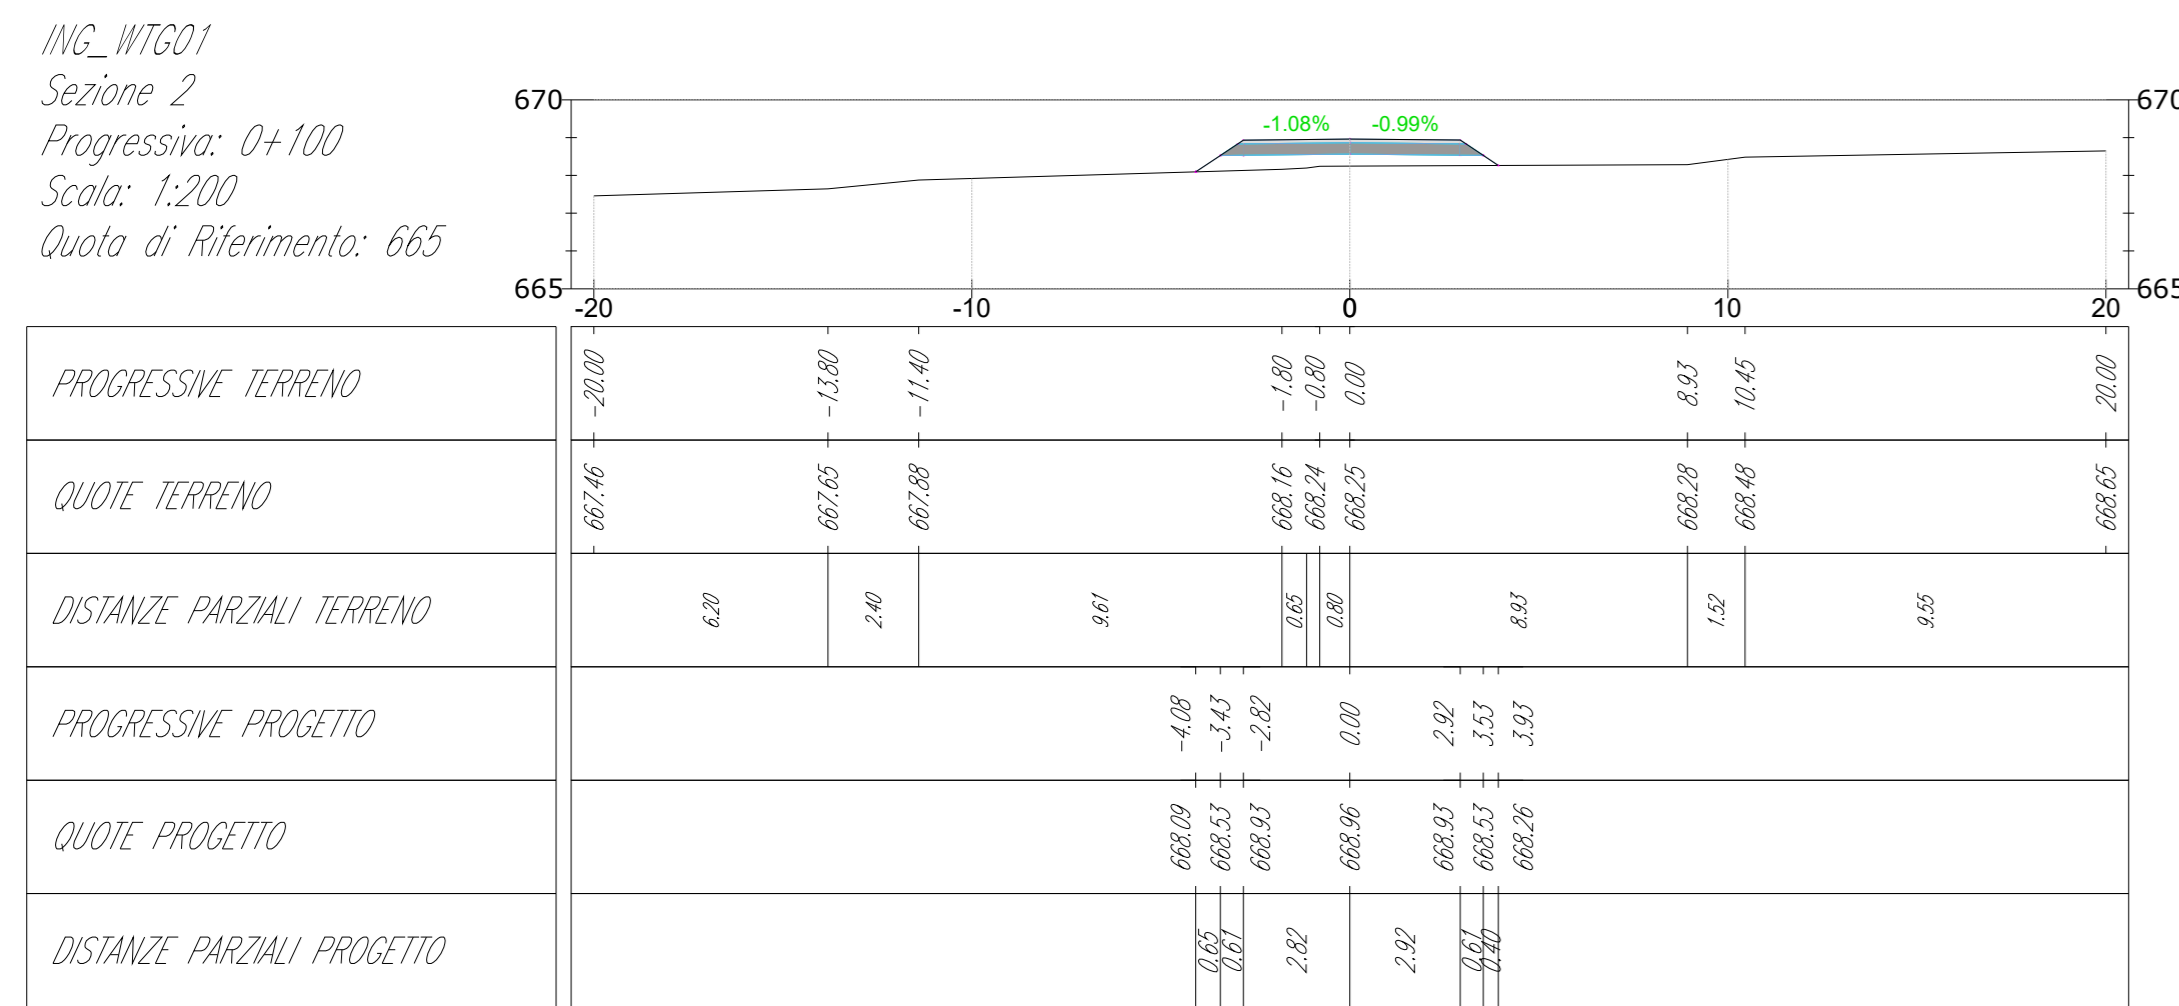 ING_WTG01
Sezione 2
Progressiva: 0+100
Scala: 1:200
Quota di Riferimento: 665
670 670
-1.08% -0.99%
665 665
-20 -10 0 10 20
PROGRESSIVE TERRENO -20.00 -13.80 -11.40 -1.80 -0.80 0.00 8.93 10.45 20.00
QUOTE TERRENO 667.46 667.65 667.88 668.16 668.24 668.25 668.28 668.48 668.65
DISTANZE PARZIALI TERRENO 6.20 2.40 9.61 0.65 0.80 8.93 1.52 9.55
PROGRESSIVE PROGETTO -4.08 -3.43 -2.82 0.00 2.92 3.53 3.93
QUOTE PROGETTO 668.09 668.53 668.93 668.96 668.93 668.53 668.26
DISTANZE PARZIALI PROGETTO 0.65 0.61 2.82 2.92 0.61 0.40